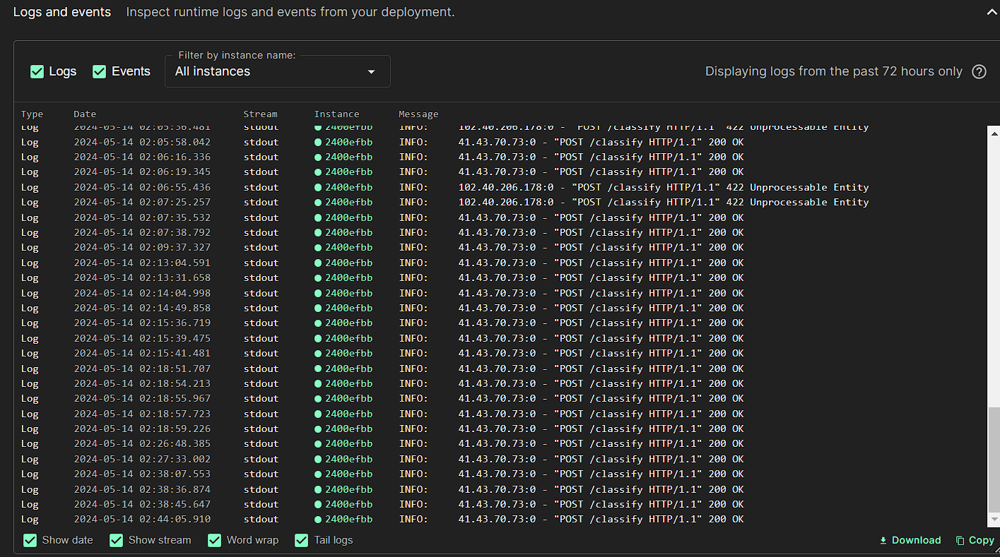 Logs and events Inspect runtime logs and events from your deployment.
Filter by instance name:
Logs Events All instances Displaying logs from the past 72 hours only
Type Date Stream Instance Message
Log 2024-05-14 02:05:36.481 stdout 2400efbb INFO: 102.40.206.178:0 - "POST /classify HTTP/1.1" 422 Unprocessable Entity
Log 2024-05-14 02:05:58.042 stdout 2400efbb INFO: 41.43.70.73:0 - "POST /classify HTTP/1.1" 200 OK
Log 2024-05-14 02:06:16.336 stdout 2400efbb INFO: 41.43.70.73:0 - "POST /classify HTTP/1.1" 200 OK
Log 2024-05-14 02:06:19.345 stdout 2400efbb INFO: 41.43.70.73:0 - "POST /classify HTTP/1.1" 200 OK
Log 2024-05-14 02:06:55.436 stdout 2400efbb INFO: 102.40.206.178:0 - "POST /classify HTTP/1.1" 422 Unprocessable Entity
Log 2024-05-14 02:07:25.257 stdout 2400efbb INFO: 102.40.206.178:0 - "POST /classify HTTP/1.1" 422 Unprocessable Entity
Log 2024-05-14 02:07:35.532 stdout 2400efbb INFO: 41.43.70.73:0 - "POST /classify HTTP/1.1" 200 OK
Log 2024-05-14 02:07:38.792 stdout 2400efbb INFO: 41.43.70.73:0 - "POST /classify HTTP/1.1" 200 OK
Log 2024-05-14 02:09:37.327 stdout 2400efbb INFO: 41.43.70.73:0 - "POST /classify HTTP/1.1" 200 OK
Log 2024-05-14 02:13:04.591 stdout 2400efbb INFO: 41.43.70.73:0 - "POST /classify HTTP/1.1" 200 OK
Log 2024-05-14 02:13:31.658 stdout 2400efbb INFO: 41.43.70.73:0 - "POST /classify HTTP/1.1" 200 OK
Log 2024-05-14 02:14:04.998 stdout 2400efbb INFO: 41.43.70.73:0 - "POST /classify HTTP/1.1" 200 OK
Log 2024-05-14 02:14:49.858 stdout 2400efbb INFO: 41.43.70.73:0 - "POST /classify HTTP/1.1" 200 OK
Log 2024-05-14 02:15:36.719 stdout 2400efbb INFO: 41.43.70.73:0 - "POST /classify HTTP/1.1" 200 OK
Log 2024-05-14 02:15:39.475 stdout 2400efbb INFO: 41.43.70.73:0 - "POST /classify HTTP/1.1" 200 OK
Log 2024-05-14 02:15:41.481 stdout 2400efbb INFO: 41.43.70.73:0 - "POST /classify HTTP/1.1" 200 OK
Log 2024-05-14 02:18:51.707 stdout 2400efbb INFO: 41.43.70.73:0 - "POST /classify HTTP/1.1" 200 OK
Log 2024-05-14 02:18:54.213 stdout 2400efbb INFO: 41.43.70.73:0 - "POST /classify HTTP/1.1" 200 OK
Log 2024-05-14 02:18:55.967 stdout 2400efbb INFO: 41.43.70.73:0 - "POST /classify HTTP/1.1" 200 OK
Log 2024-05-14 02:18:57.723 stdout 2400efbb INFO: 41.43.70.73:0 - "POST /classify HTTP/1.1" 200 OK
Log 2024-05-14 02:18:59.226 stdout 2400efbb INFO: 41.43.70.73:0 - "POST /classify HTTP/1.1" 200 OK
Log 2024-05-14 02:26:48.385 stdout 2400efbb INFO: 41.43.70.73:0 - "POST /classify HTTP/1.1" 200 OK
Log 2024-05-14 02:27:33.002 stdout 2400efbb INFO: 41.43.70.73:0 - "POST /classify HTTP/1.1" 200 OK
Log 2024-05-14 02:38:07.553 stdout 2400efbb INFO: 41.43.70.73:0 - "POST /classify HTTP/1.1" 200 OK
Log 2024-05-14 02:38:36.874 stdout 2400efbb INFO: 41.43.70.73:0 - "POST /classify HTTP/1.1" 200 OK
Log 2024-05-14 02:38:45.647 stdout 2400efbb INFO: 41.43.70.73:0 - "POST /classify HTTP/1.1" 200 OK
Log 2024-05-14 02:44:05.910 stdout 2400efbb INFO: 41.43.70.73:0 - "POST /classify HTTP/1.1" 200 OK
Show date Show stream Word wrap Tail logs Download Copy